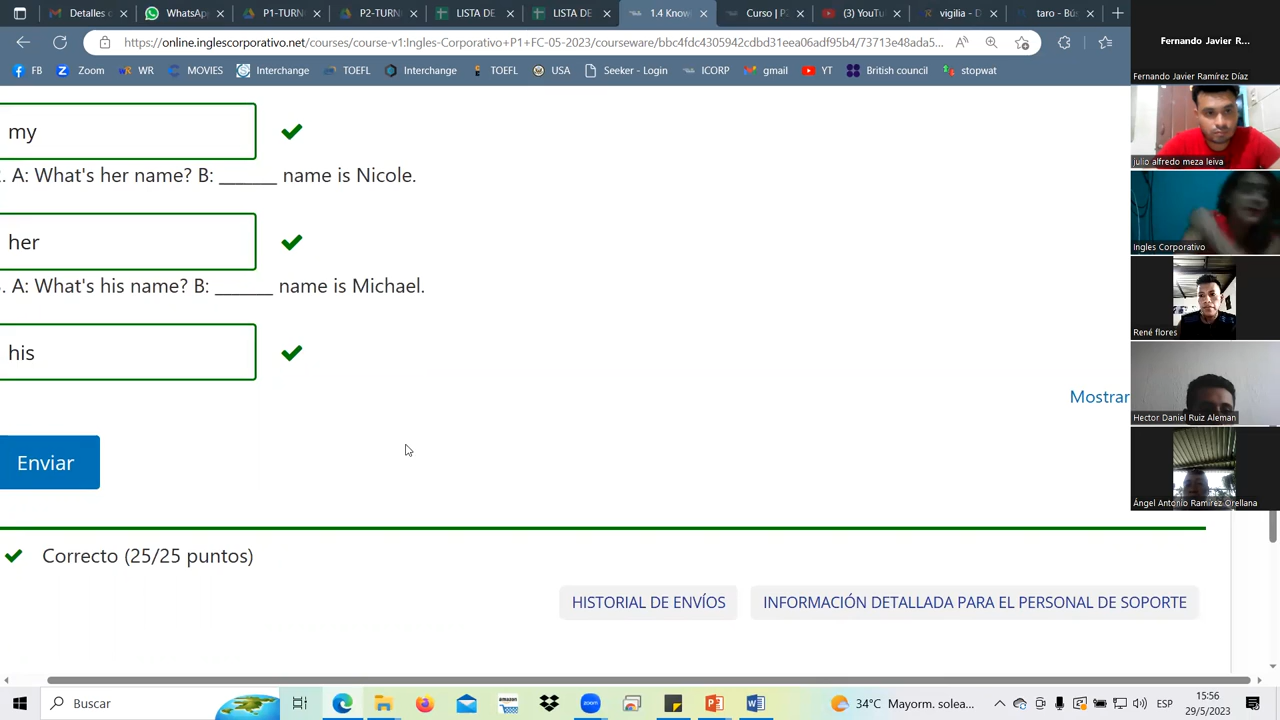 Detalles c
WhatsAp
P1-TURN
P2-TURN
LISTA DE
LISTA DE
1.4 Know
Curso | P2
(3) YouTu
vigilia - D
taro - Bús
https://online.inglescorporativo.net/courses/course-v1:Ingles-Corporativo+P1+FC-05-2023/courseware/bbc4fdc4305942cdbd31eea06adf95b4/73713e48ada5...
FB
Zoom
WR
MOVIES
Interchange
TOEFL
Interchange
TOEFL
USA
Seeker - Login
ICORP
gmail
YT
British council
stopwat
my
. A: What's her name? B: _______ name is Nicole.
her
. A: What's his name? B: _______ name is Michael.
his
Mostrar
Enviar
Correcto (25/25 puntos)
HISTORIAL DE ENVÍOS
INFORMACIÓN DETALLADA PARA EL PERSONAL DE SOPORTE
Fernando Javier R...
Fernando Javier Ramírez Díaz
julio alfredo meza leiva
Ingles Corporativo
René flores
Hector Daniel Ruiz Aleman
Ángel Antonio Ramirez Orellana
Buscar
34°C Mayorm. solea...
ESP
15:56
29/5/2023